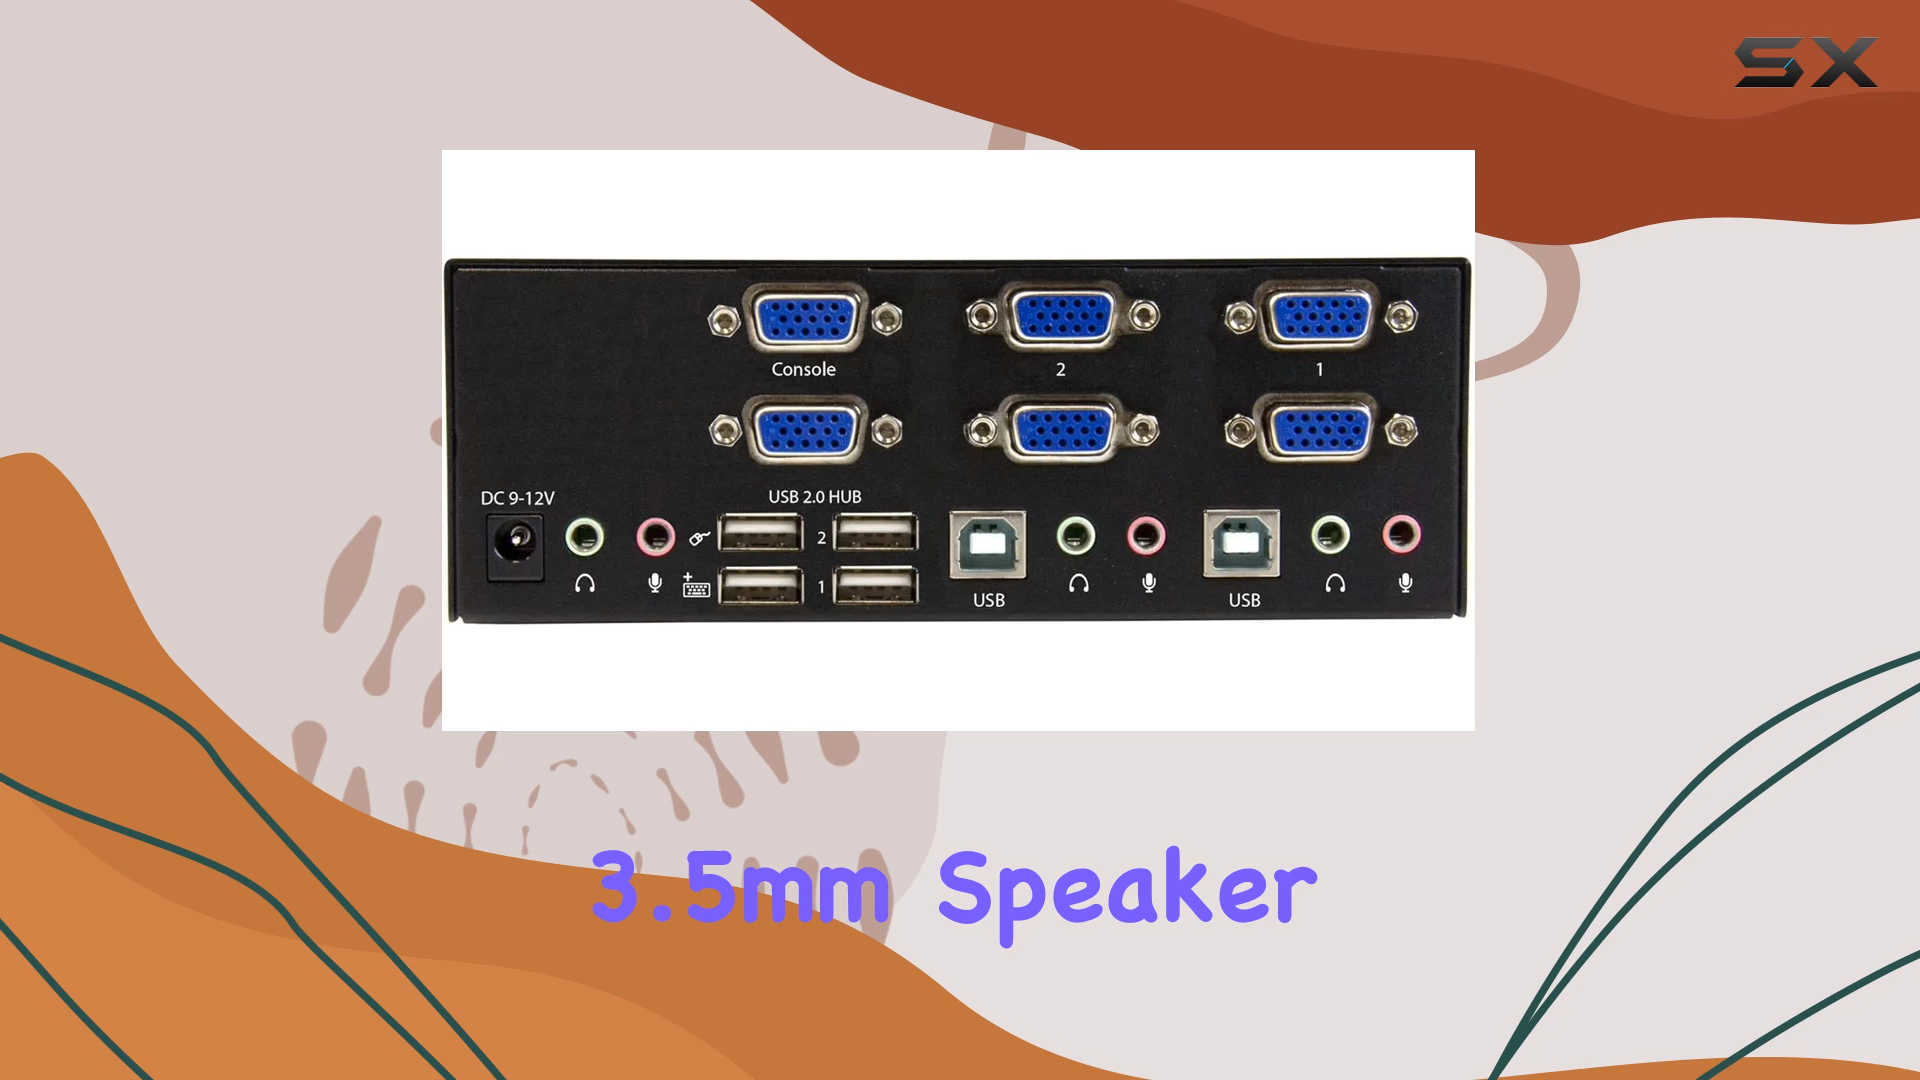 SX
Console
2
1
DC 9-12V
USB 2.0 HUB
2
1
USB
USB
3.5mm Speaker